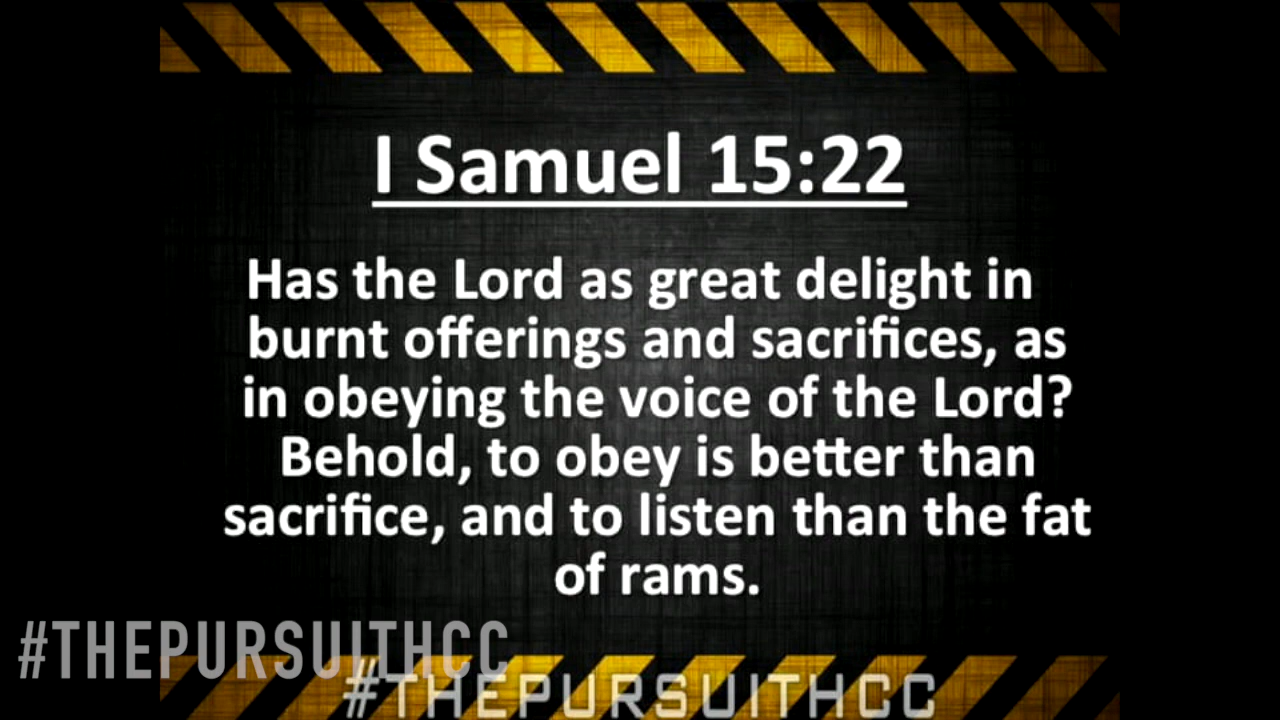 I Samuel 15:22
Has the Lord as great delight in
burnt offerings and sacrifices, as
in obeying the voice of the Lord?
Behold, to obey is better than
sacrifice, and to listen than the fat
of rams.
#THEPURSUITHCC
#THEPURSUITHCC